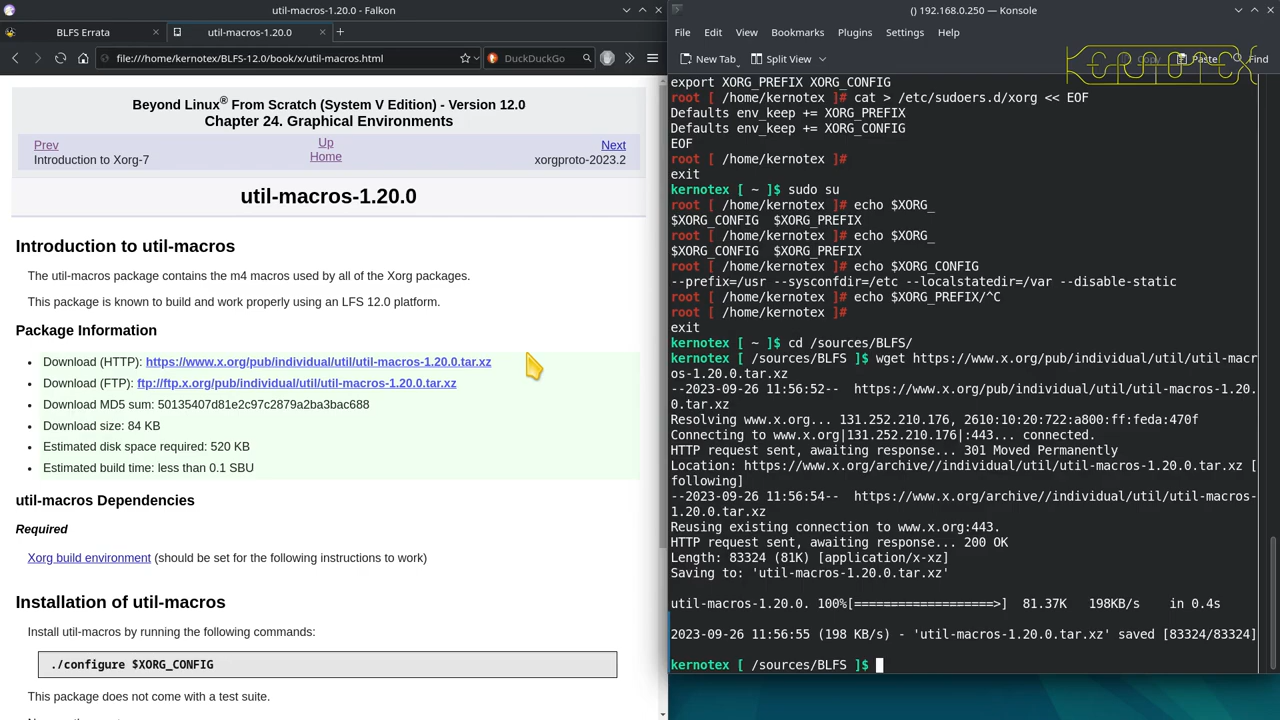 util-macros-1.20.0 - Falkon
BLFS Errata
util-macros-1.20.0
file:///home/kernotex/BLFS-12.0/book/x/util-macros.html
DuckDuckGo
Beyond Linux® From Scratch (System V Edition) - Version 12.0
Chapter 24. Graphical Environments
Prev
Up
Next
Introduction to Xorg-7
Home
xorgproto-2023.2
util-macros-1.20.0
Introduction to util-macros
The util-macros package contains the m4 macros used by all of the Xorg packages.
This package is known to build and work properly using an LFS 12.0 platform.
Package Information
• Download (HTTP): https://www.x.org/pub/individual/util/util-macros-1.20.0.tar.xz
• Download (FTP): ftp://ftp.x.org/pub/individual/util/util-macros-1.20.0.tar.xz
• Download MD5 sum: 50135407d81e2c97c2879a2ba3bac688
• Download size: 84 KB
• Estimated disk space required: 520 KB
• Estimated build time: less than 0.1 SBU
util-macros Dependencies
Required
Xorg build environment (should be set for the following instructions to work)
Installation of util-macros
Install util-macros by running the following commands:
./configure $XORG_CONFIG
This package does not come with a test suite.
() 192.168.0.250 — Konsole
File Edit View Bookmarks Plugins Settings Help
New Tab Split View Copy Paste Find
KERNOTEX
export XORG_PREFIX XORG_CONFIG
root [ /home/kernotex ]# cat > /etc/sudoers.d/xorg << EOF
Defaults env_keep += XORG_PREFIX
Defaults env_keep += XORG_CONFIG
EOF
root [ /home/kernotex ]#
exit
kernotex [ ~ ]$ sudo su
root [ /home/kernotex ]# echo $XORG_
$XORG_CONFIG  $XORG_PREFIX
root [ /home/kernotex ]# echo $XORG_
$XORG_CONFIG  $XORG_PREFIX
root [ /home/kernotex ]# echo $XORG_CONFIG
--prefix=/usr --sysconfdir=/etc --localstatedir=/var --disable-static
root [ /home/kernotex ]# echo $XORG_PREFIX/^C
root [ /home/kernotex ]#
exit
kernotex [ ~ ]$ cd /sources/BLFS/
kernotex [ /sources/BLFS ]$ wget https://www.x.org/pub/individual/util/util-macr
os-1.20.0.tar.xz
--2023-09-26 11:56:52--  https://www.x.org/pub/individual/util/util-macros-1.20.
0.tar.xz
Resolving www.x.org... 131.252.210.176, 2610:10:20:722:a800:ff:feda:470f
Connecting to www.x.org|131.252.210.176|:443... connected.
HTTP request sent, awaiting response... 301 Moved Permanently
Location: https://www.x.org/archive//individual/util/util-macros-1.20.0.tar.xz [
following]
--2023-09-26 11:56:54--  https://www.x.org/archive//individual/util/util-macros-
1.20.0.tar.xz
Reusing existing connection to www.x.org:443.
HTTP request sent, awaiting response... 200 OK
Length: 83324 (81K) [application/x-xz]
Saving to: 'util-macros-1.20.0.tar.xz'
util-macros-1.20.0. 100%[===================>]  81.37K   198KB/s    in 0.4s
2023-09-26 11:56:55 (198 KB/s) - 'util-macros-1.20.0.tar.xz' saved [83324/83324]
kernotex [ /sources/BLFS ]$